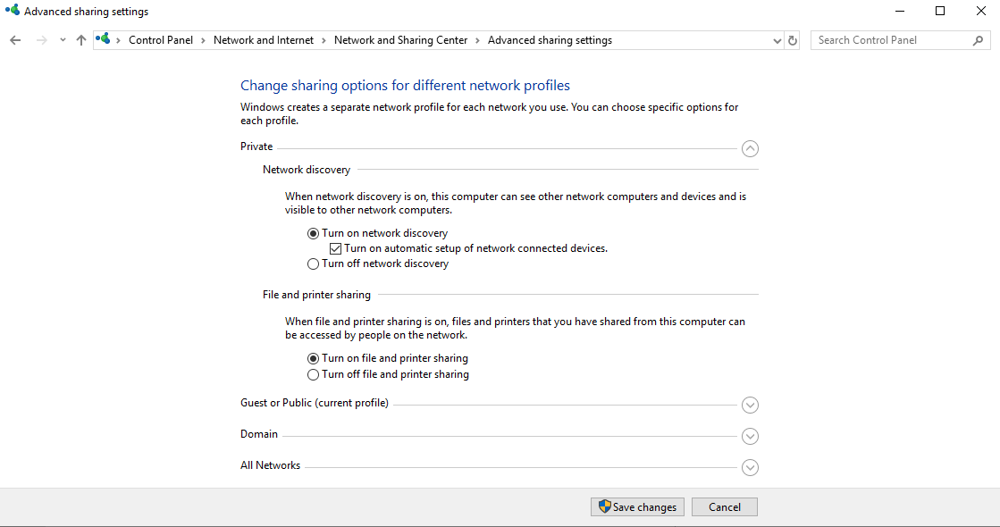 Advanced sharing settings
Control Panel > Network and Internet > Network and Sharing Center > Advanced sharing settings
Search Control Panel
Change sharing options for different network profiles
Windows creates a separate network profile for each network you use. You can choose specific options for
each profile.
Private
Network discovery
When network discovery is on, this computer can see other network computers and devices and is
visible to other network computers.
Turn on network discovery
Turn on automatic setup of network connected devices.
Turn off network discovery
File and printer sharing
When file and printer sharing is on, files and printers that you have shared from this computer can
be accessed by people on the network.
Turn on file and printer sharing
Turn off file and printer sharing
Guest or Public (current profile)
Domain
All Networks
Save changes
Cancel